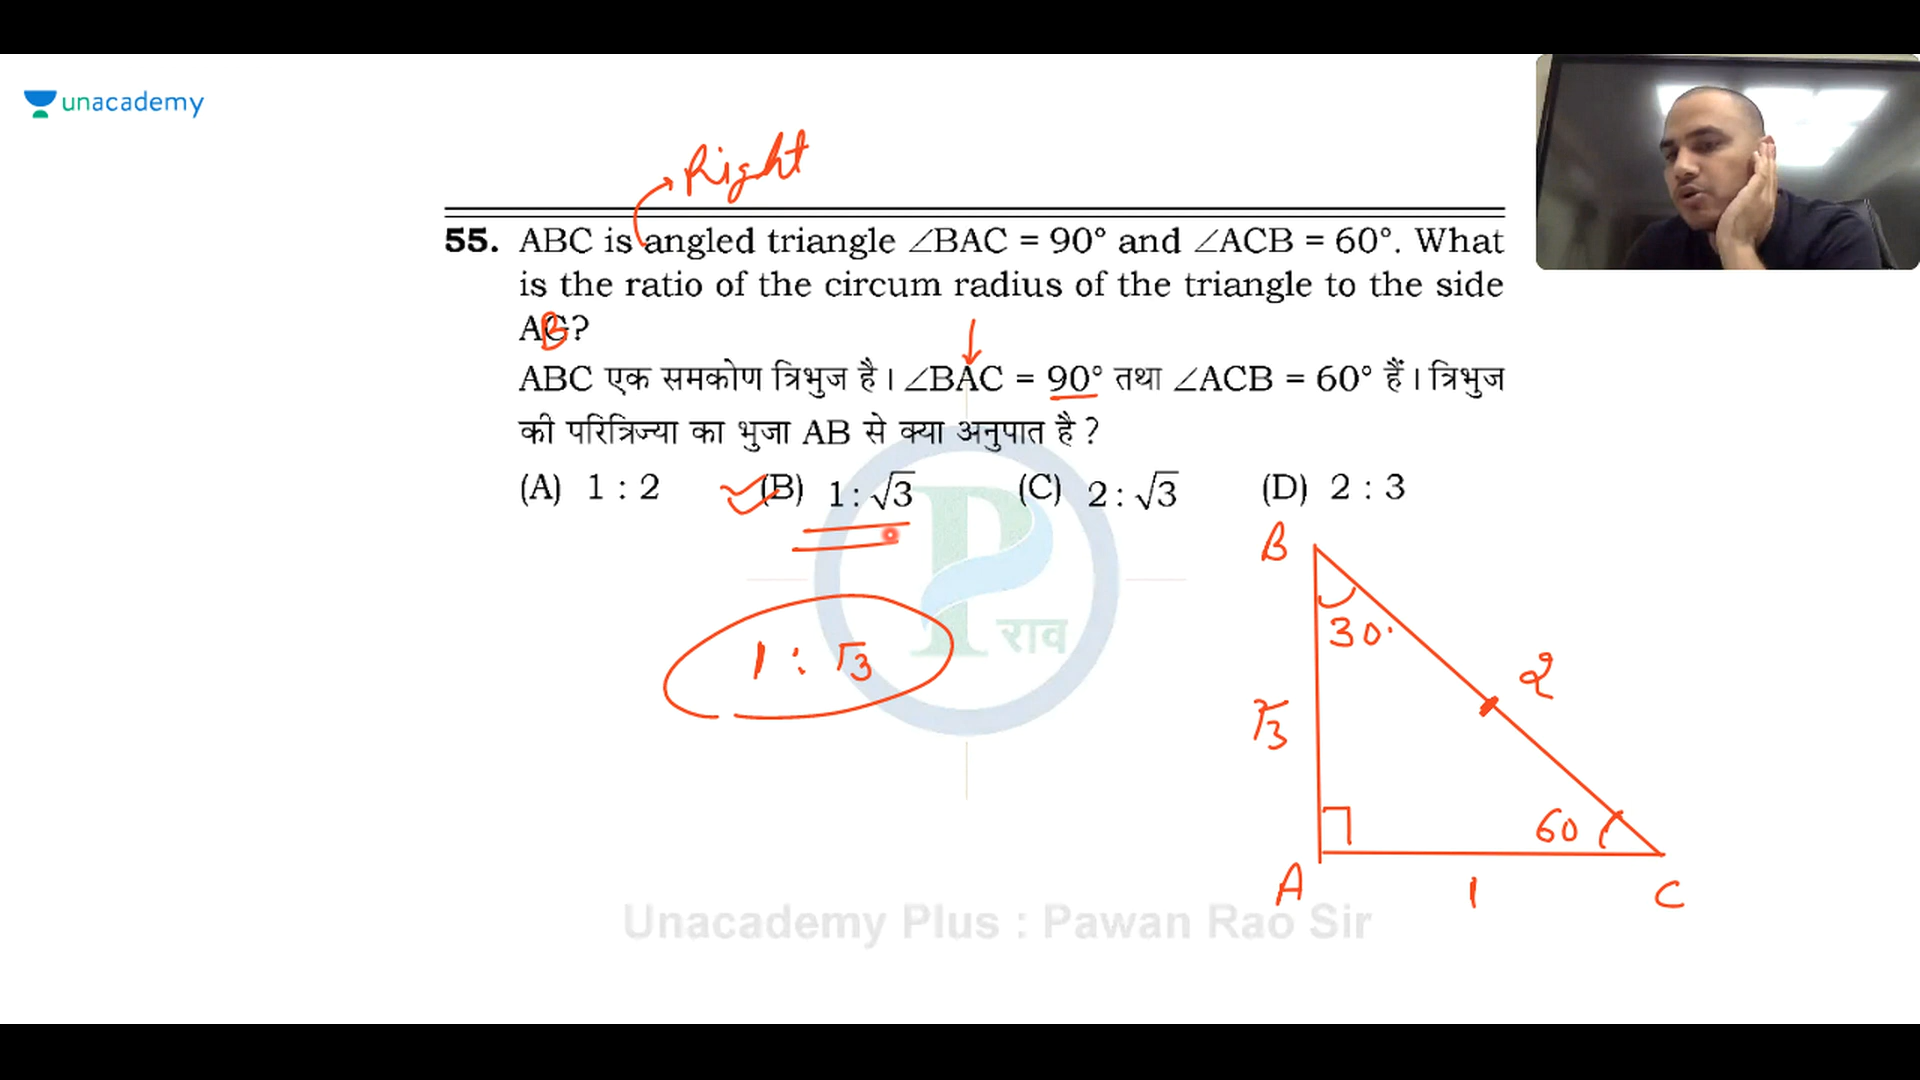 unacademy
Right
55. ABC is angled triangle ∠BAC = 90° and ∠ACB = 60°. What
is the ratio of the circum radius of the triangle to the side
AB?
ABC एक समकोण त्रिभुज है। ∠BAC = 90° तथा ∠ACB = 60° हैं। त्रिभुज
की परित्रिज्या का भुजा AB से क्या अनुपात है ?
(A) 1 : 2 (B) 1 : √3 (C) 2 : √3 (D) 2 : 3
B
30°
राव
1 : √3
2
√3
60
A 1 C
Unacademy Plus : Pawan Rao Sir